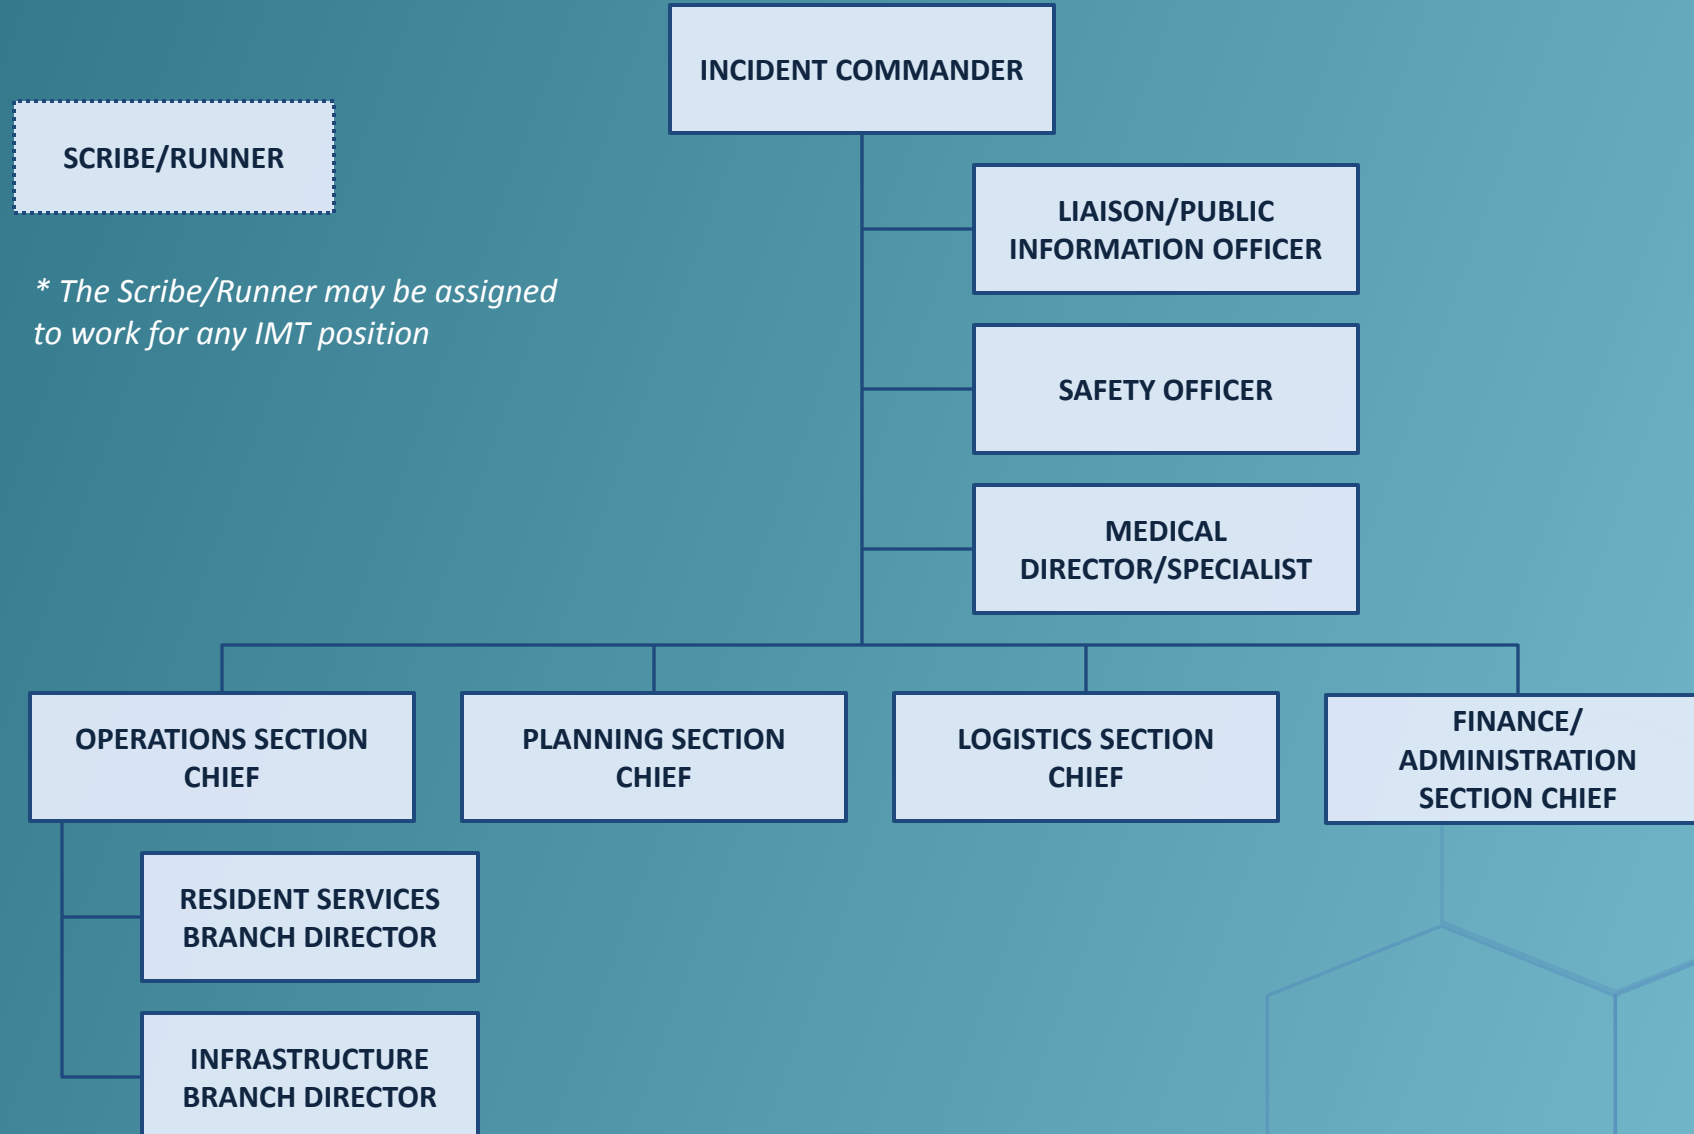 INCIDENT COMMANDER
SCRIBE/RUNNER
* The Scribe/Runner may be assigned
to work for any IMT position
LIAISON/PUBLIC
INFORMATION OFFICER
SAFETY OFFICER
MEDICAL
DIRECTOR/SPECIALIST
OPERATIONS SECTION
CHIEF
PLANNING SECTION
CHIEF
LOGISTICS SECTION
CHIEF
FINANCE/
ADMINISTRATION
SECTION CHIEF
RESIDENT SERVICES
BRANCH DIRECTOR
INFRASTRUCTURE
BRANCH DIRECTOR